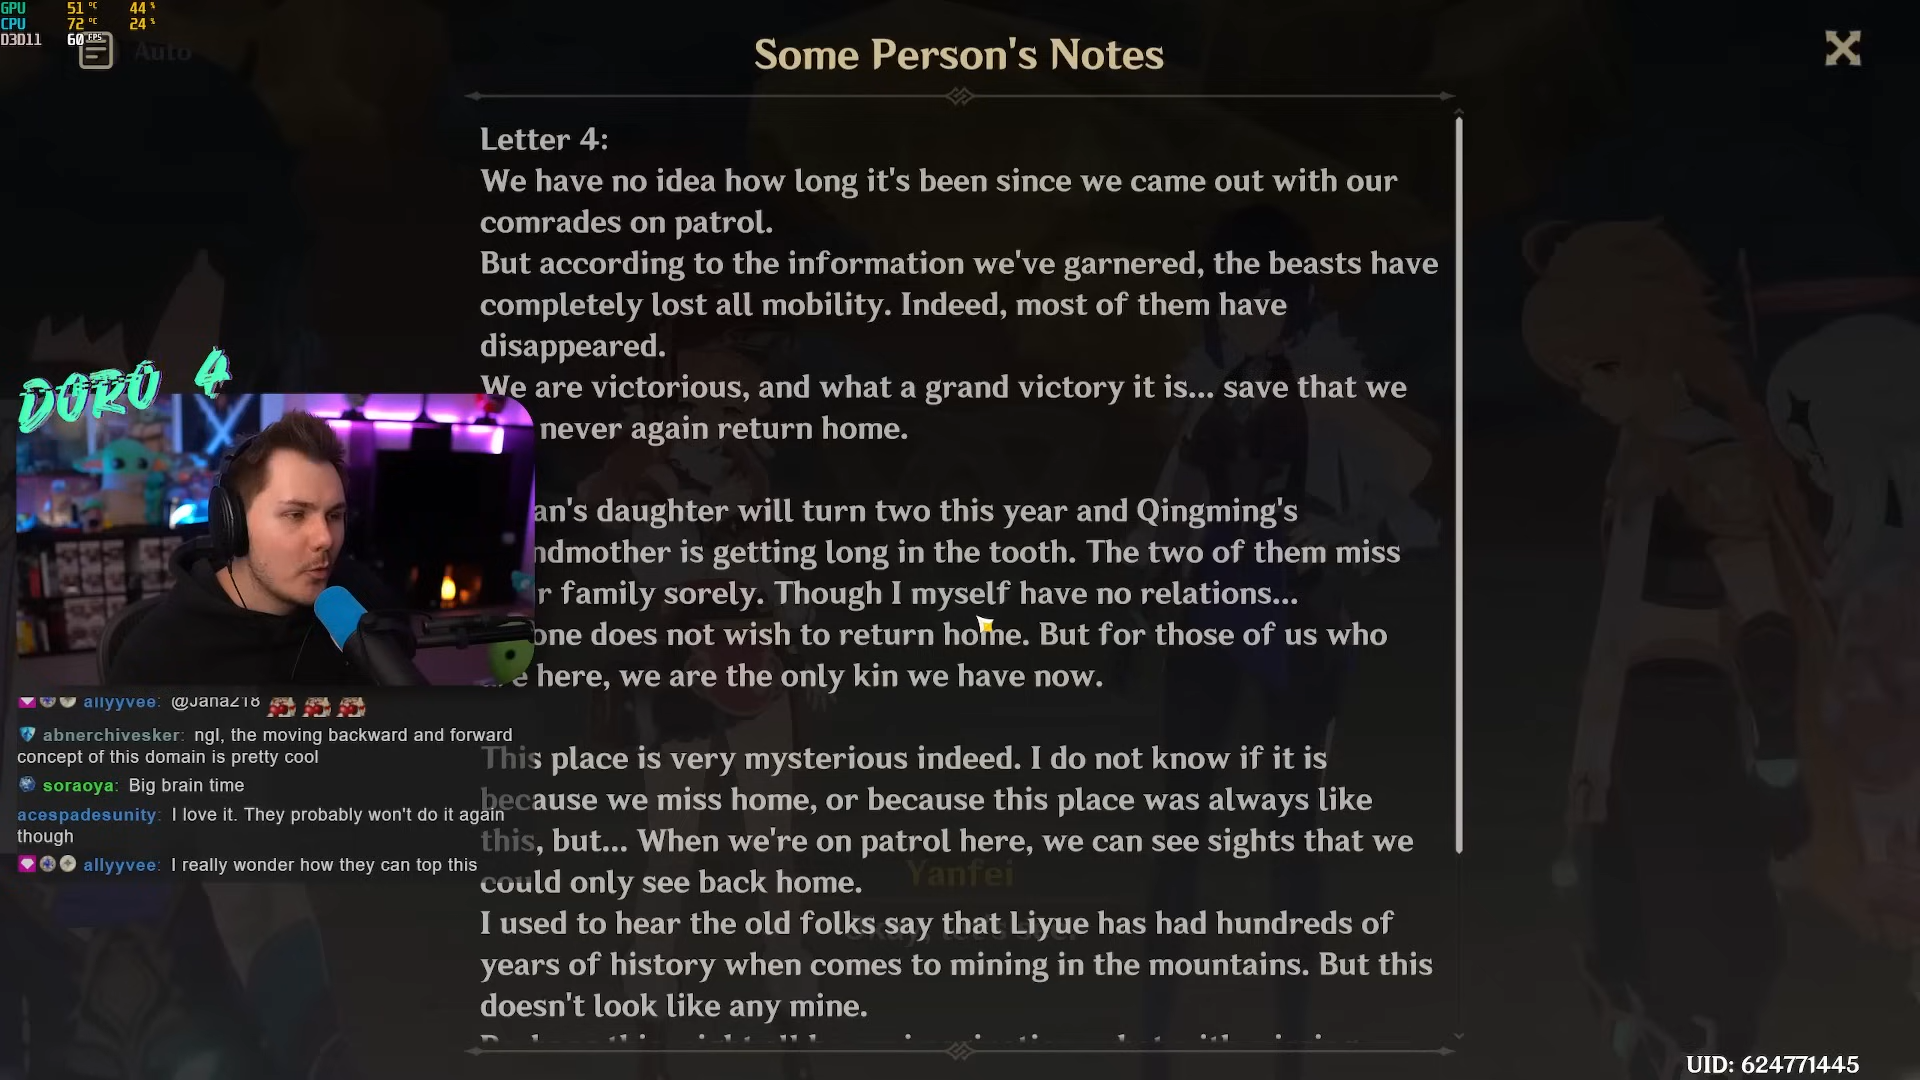 GPU 51 °C 44 %
CPU 72 °C 24 %
D3D11 60 FPS
Auto
Some Person's Notes
Letter 4:
We have no idea how long it's been since we came out with our
comrades on patrol.
But according to the information we've garnered, the beasts have
completely lost all mobility. Indeed, most of them have
disappeared.
We are victorious, and what a grand victory it is... save that we
never again return home.
an's daughter will turn two this year and Qingming's
ndmother is getting long in the tooth. The two of them miss
r family sorely. Though I myself have no relations...
one does not wish to return home. But for those of us who
e here, we are the only kin we have now.
This place is very mysterious indeed. I do not know if it is
because we miss home, or because this place was always like
this, but... When we're on patrol here, we can see sights that we
could only see back home.
I used to hear the old folks say that Liyue has had hundreds of
years of history when comes to mining in the mountains. But this
doesn't look like any mine.
Yanfei
DORO 4
allyyvee: @Jana218
abnerchivesker: ngl, the moving backward and forward
concept of this domain is pretty cool
soraoya: Big brain time
acespadesunity: I love it. They probably won't do it again
though
allyyvee: I really wonder how they can top this
UID: 624771445